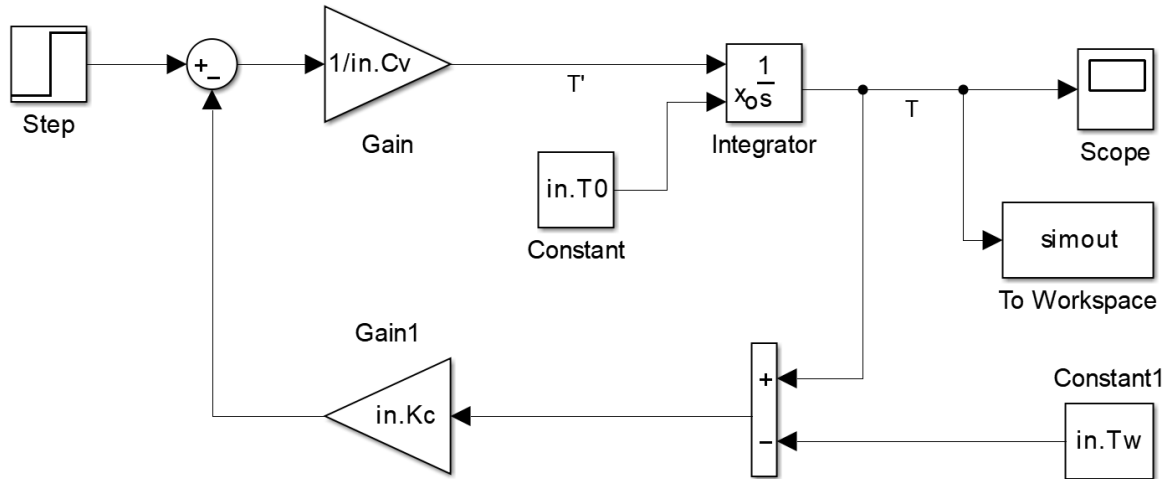 +
−
1/in.Cv
T'
1
s
xo
Step
Gain
Integrator
T
Scope
in.T0
Constant
simout
To Workspace
Gain1
in.Kc
+
−
Constant1
in.Tw